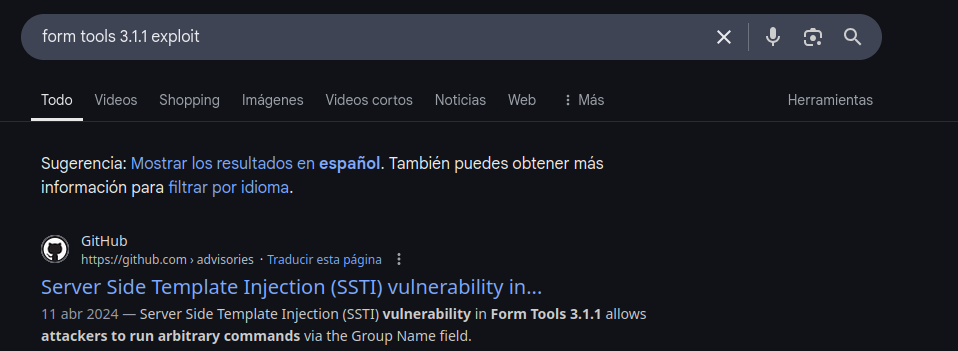 form tools 3.1.1 exploit
Todo Videos Shopping Imágenes Videos cortos Noticias Web Más Herramientas
Sugerencia: Mostrar los resultados en español. También puedes obtener más
información para filtrar por idioma.
GitHub
https://github.com › advisories · Traducir esta página
Server Side Template Injection (SSTI) vulnerability in...
11 abr 2024 — Server Side Template Injection (SSTI) vulnerability in Form Tools 3.1.1 allows
attackers to run arbitrary commands via the Group Name field.